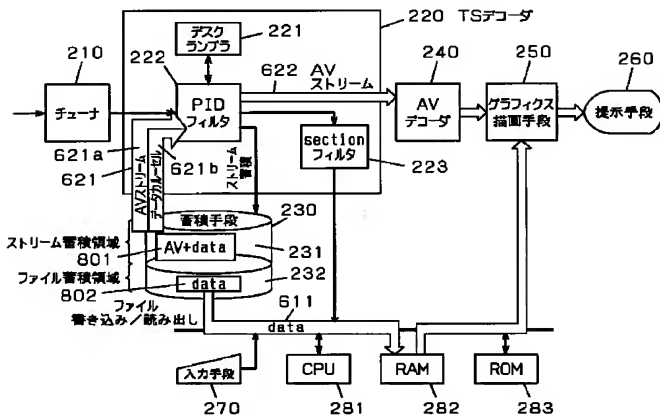 220 TSデコーダ
210
チューナ
222
デスク
ランブラ
221
PID
フィルタ
622
AV
ストリーム
240
AV
デコーダ
250
グラフィクス
描画手段
260
提示手段
section
フィルタ
223
621a
621
621b
AVストリーム
データカルーセル
ストリーム
蓄積
蓄積手段
230
ストリーム蓄積領域
801
AV+data
231
ファイル蓄積領域
802
data
232
ファイル
書き込み/読み出し
611
data
入力手段
270
CPU
281
RAM
282
ROM
283